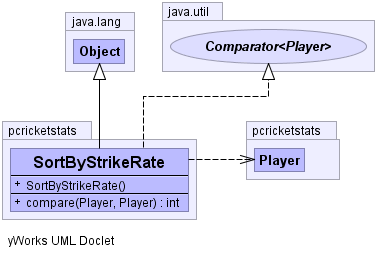 java.lang
Object
java.util
Comparator<Player>
pcricketstats
SortByStrikeRate
+ SortByStrikeRate()
+ compare(Player, Player) : int
pcricketstats
Player
yWorks UML Doclet